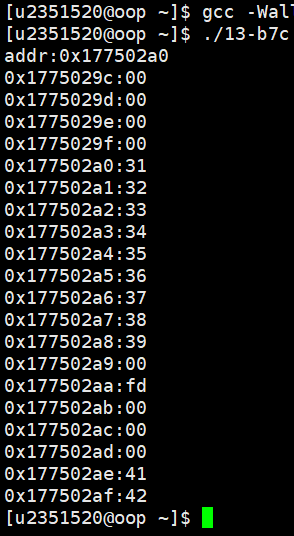 [u2351520@oop ~]$ gcc -Wal
[u2351520@oop ~]$ ./13-b7c
addr:0x177502a0
0x1775029c:00
0x1775029d:00
0x1775029e:00
0x1775029f:00
0x177502a0:31
0x177502a1:32
0x177502a2:33
0x177502a3:34
0x177502a4:35
0x177502a5:36
0x177502a6:37
0x177502a7:38
0x177502a8:39
0x177502a9:00
0x177502aa:fd
0x177502ab:00
0x177502ac:00
0x177502ad:00
0x177502ae:41
0x177502af:42
[u2351520@oop ~]$